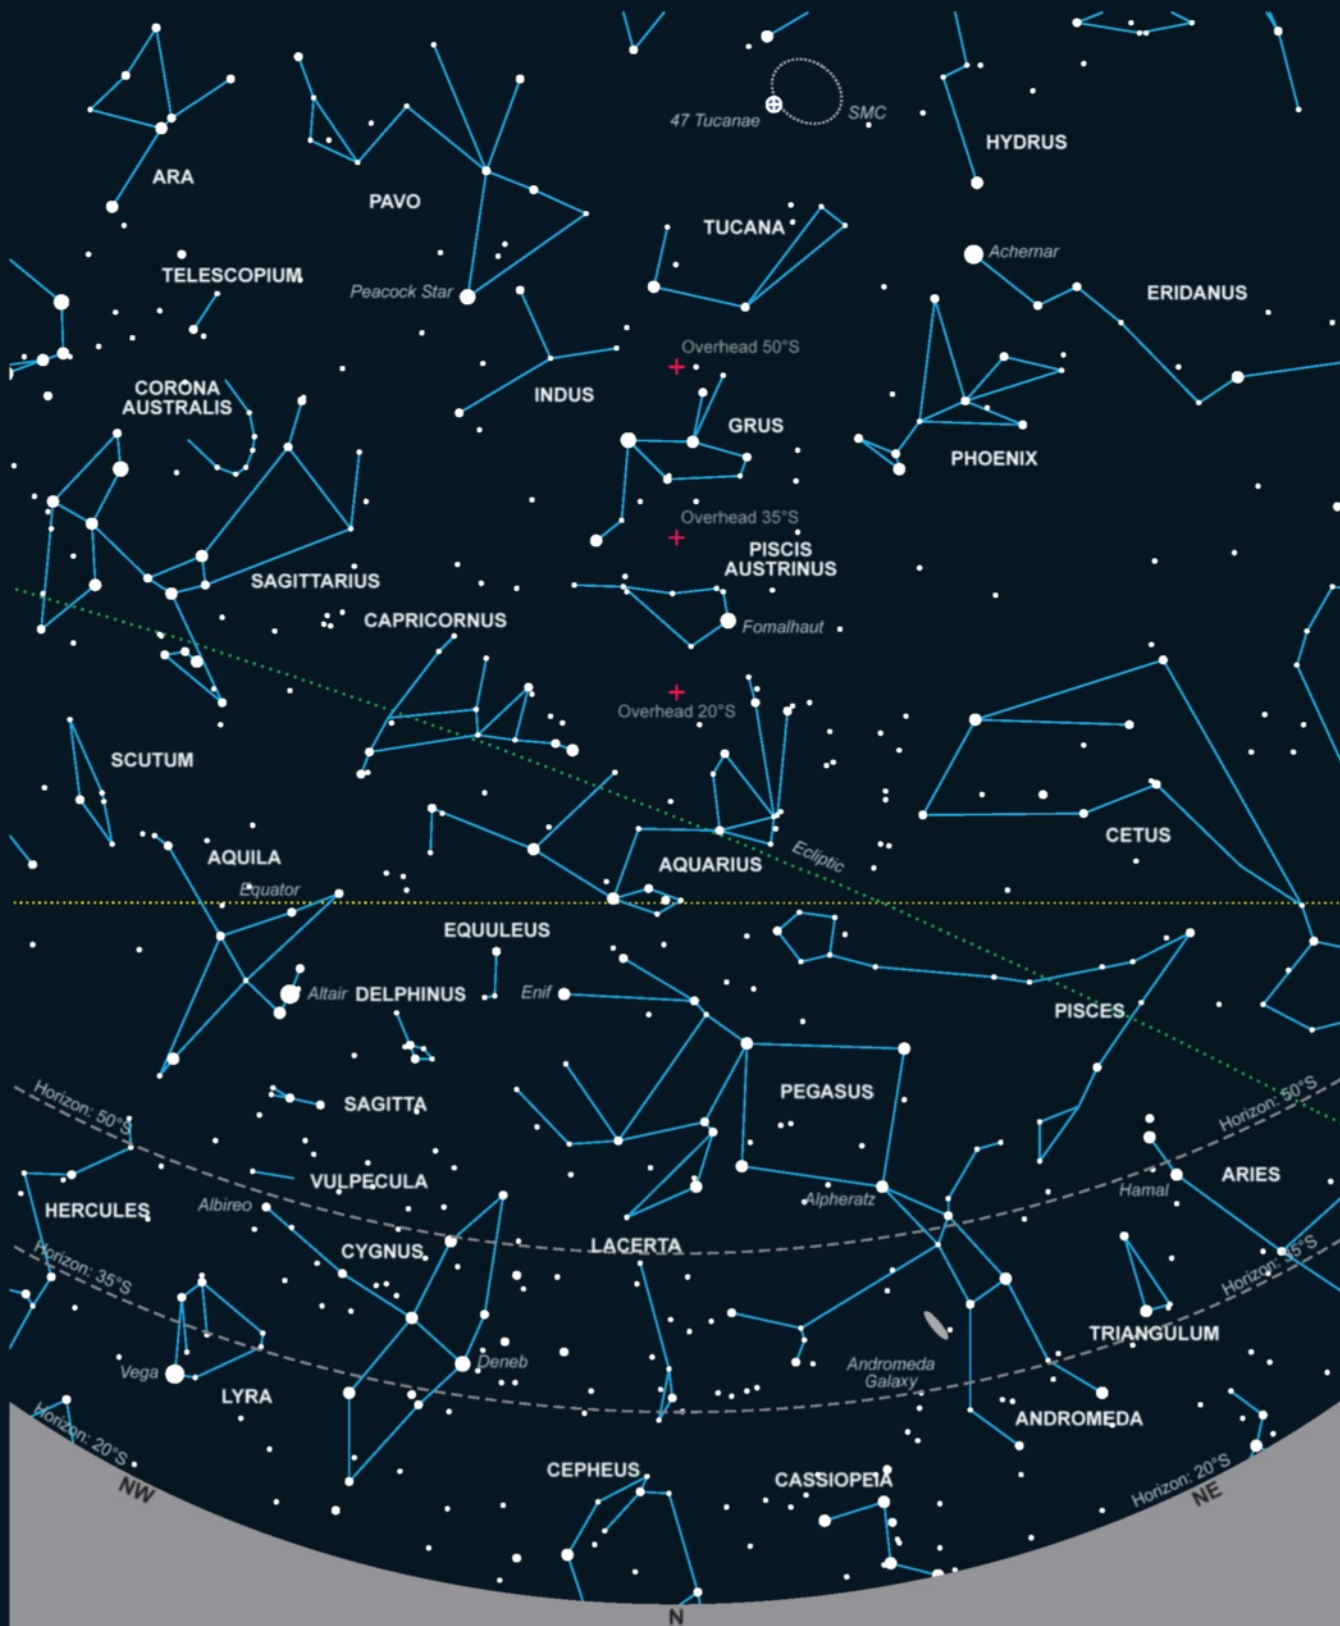 47 Tucanae
SMC
HYDRUS
ARA
PAVO
TUCANA
Achernar
TELESCOPIUM
Peacock Star
ERIDANUS
Overhead 50°S
CORONA
AUSTRALIS
INDUS
GRUS
PHOENIX
Overhead 35°S
PISCIS
AUSTRINUS
SAGITTARIUS
CAPRICORNUS
Fomalhaut
Overhead 20°S
SCUTUM
CETUS
AQUILA
AQUARIUS
Ecliptic
Equator
EQUULEUS
Altair
DELPHINUS
Enif
PISCES
PEGASUS
SAGITTA
Horizon: 50°S
Horizon: 50°S
VULPECULA
Alpheratz
Hamal
ARIES
HERCULES
Albireo
CYGNUS
LACERTA
Horizon: 35°S
Horizon: 35°S
TRIANGULUM
Vega
Deneb
Andromeda
Galaxy
LYRA
ANDROMEDA
Horizon: 20°S
CEPHEUS
CASSIOPEIA
Horizon: 20°S
NW
NE
N